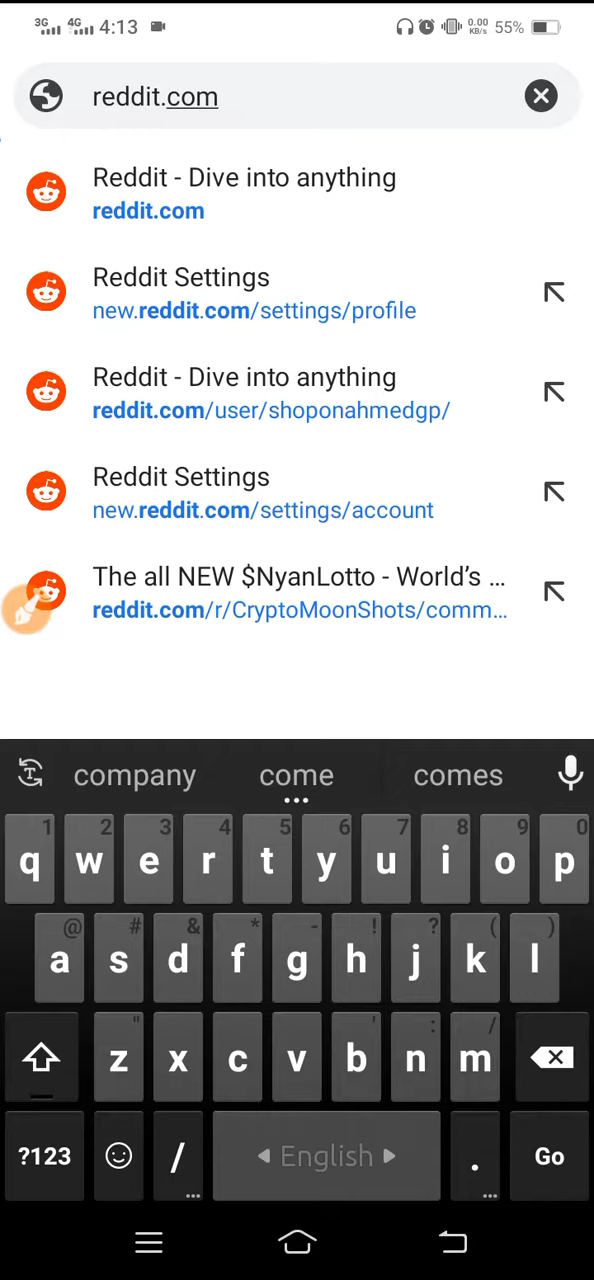 3G 4G 4:13 0.00 KB/s 55%
reddit.com
Reddit - Dive into anything
reddit.com
Reddit Settings
new.reddit.com/settings/profile
Reddit - Dive into anything
reddit.com/user/shoponahmedgp/
Reddit Settings
new.reddit.com/settings/account
The all NEW $NyanLotto - World’s ...
reddit.com/r/CryptoMoonShots/comm...
T company come comes
1 2 3 4 5 6 7 8 9 0
q w e r t y u i o p
@ # & * - ! ? ( )
a s d f g h j k l
" ' : /
z x c v b n m
?123 / English . Go